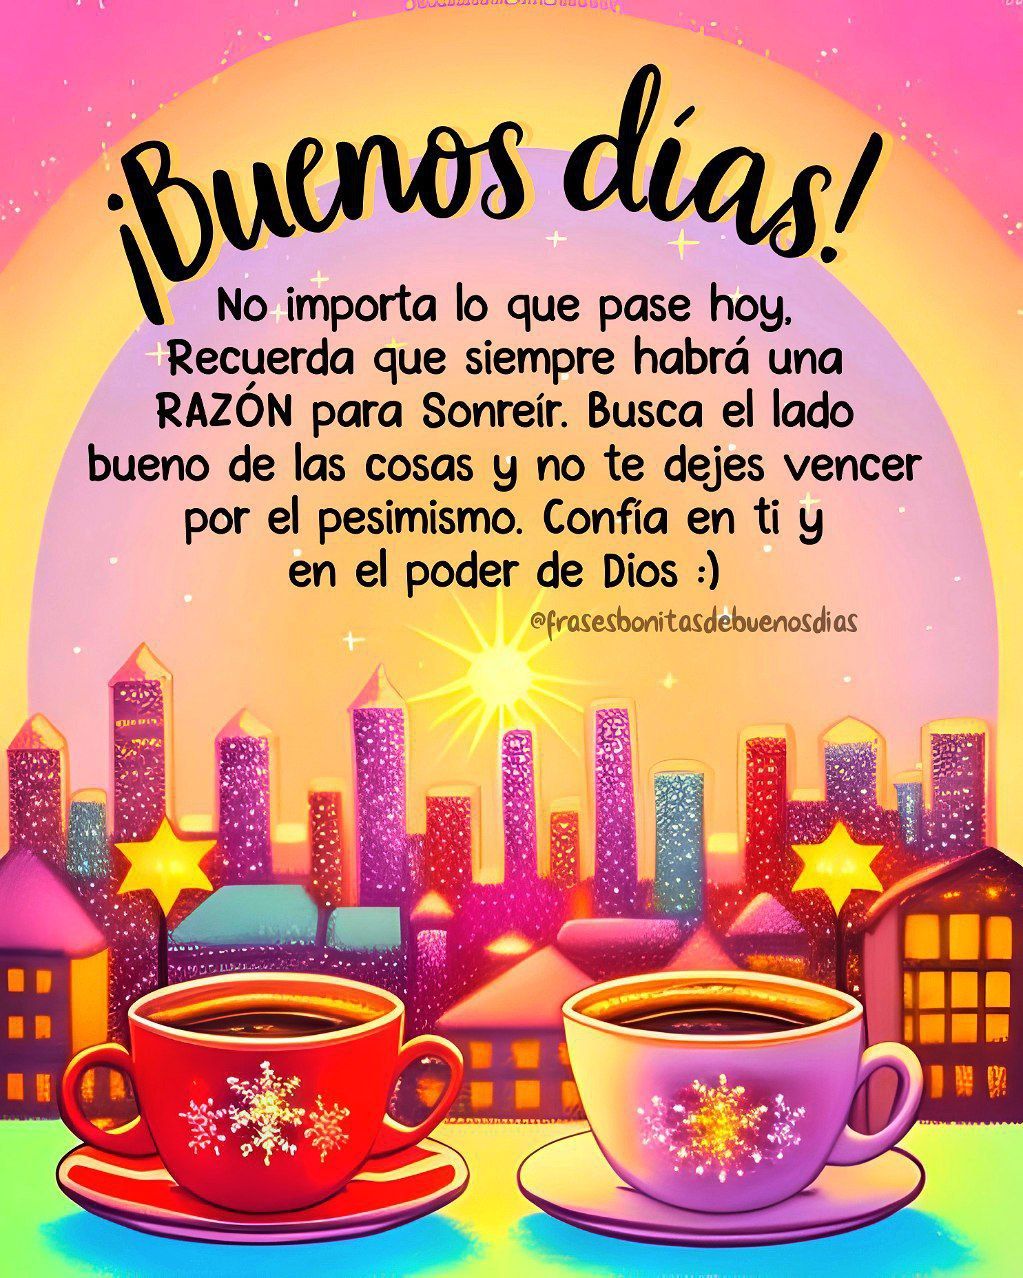 ¡Buenos días!
No importa lo que pase hoy,
Recuerda que siempre habrá una
RAZÓN para Sonreír. Busca el lado
bueno de las cosas y no te dejes vencer
por el pesimismo. Confía en ti y
en el poder de Dios :)
@frasesbonitasdebuenosdias